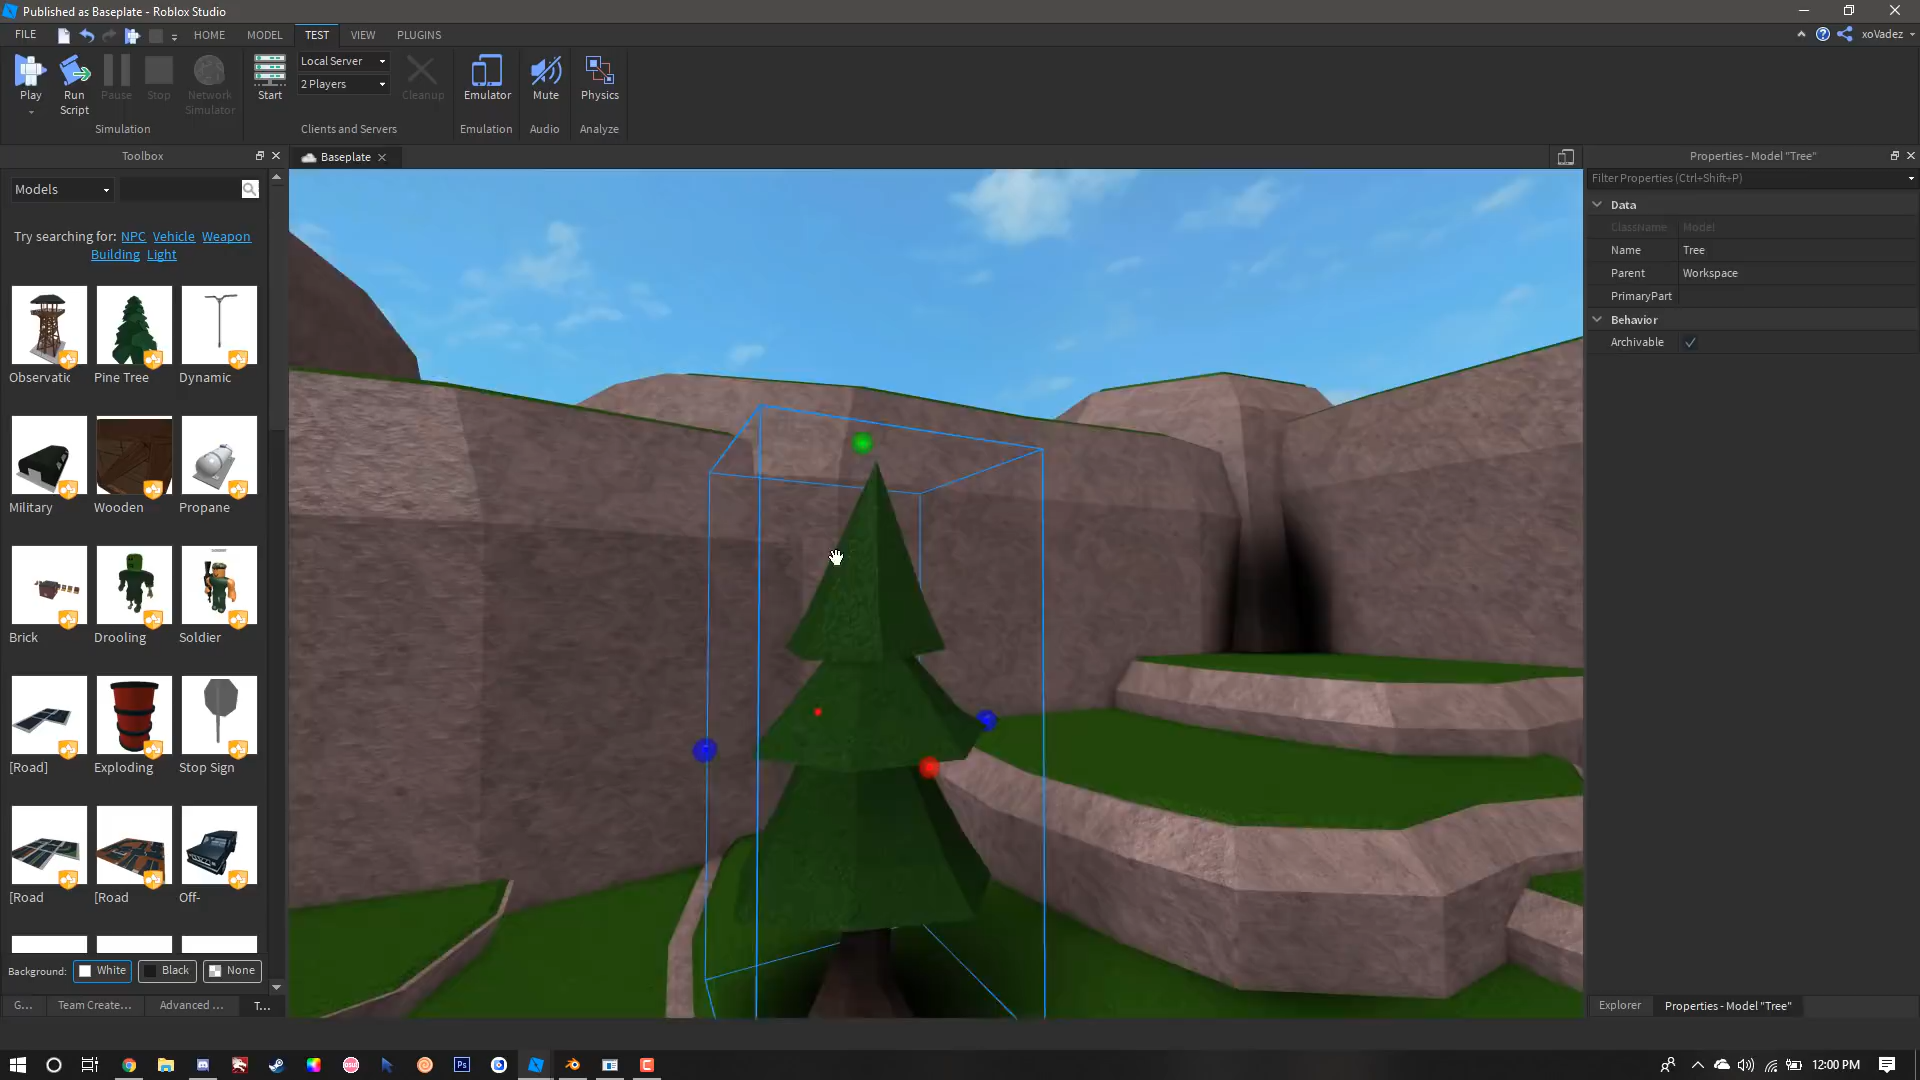 Published as Baseplate - Roblox Studio
FILE
HOME
MODEL
TEST
VIEW
PLUGINS
xoVadez
Play
Run Script
Pause
Stop
Network Simulator
Simulation
Start
Local Server
2 Players
Cleanup
Clients and Servers
Emulator
Emulation
Mute
Audio
Physics
Analyze
Toolbox
Baseplate
Properties - Model "Tree"
Models
Filter Properties (Ctrl+Shift+P)
Try searching for: NPC Vehicle Weapon
Building Light
Data
ClassName Model
Name Tree
Parent Workspace
PrimaryPart
Behavior
Archivable
Observatic Pine Tree Dynamic
Military Wooden Propane
Brick Drooling Soldier
[Road] Exploding Stop Sign
[Road [Road Off-
Background: White Black None
G... Team Create... Advanced ... T...
Explorer Properties - Model "Tree"
Ps
12:00 PM